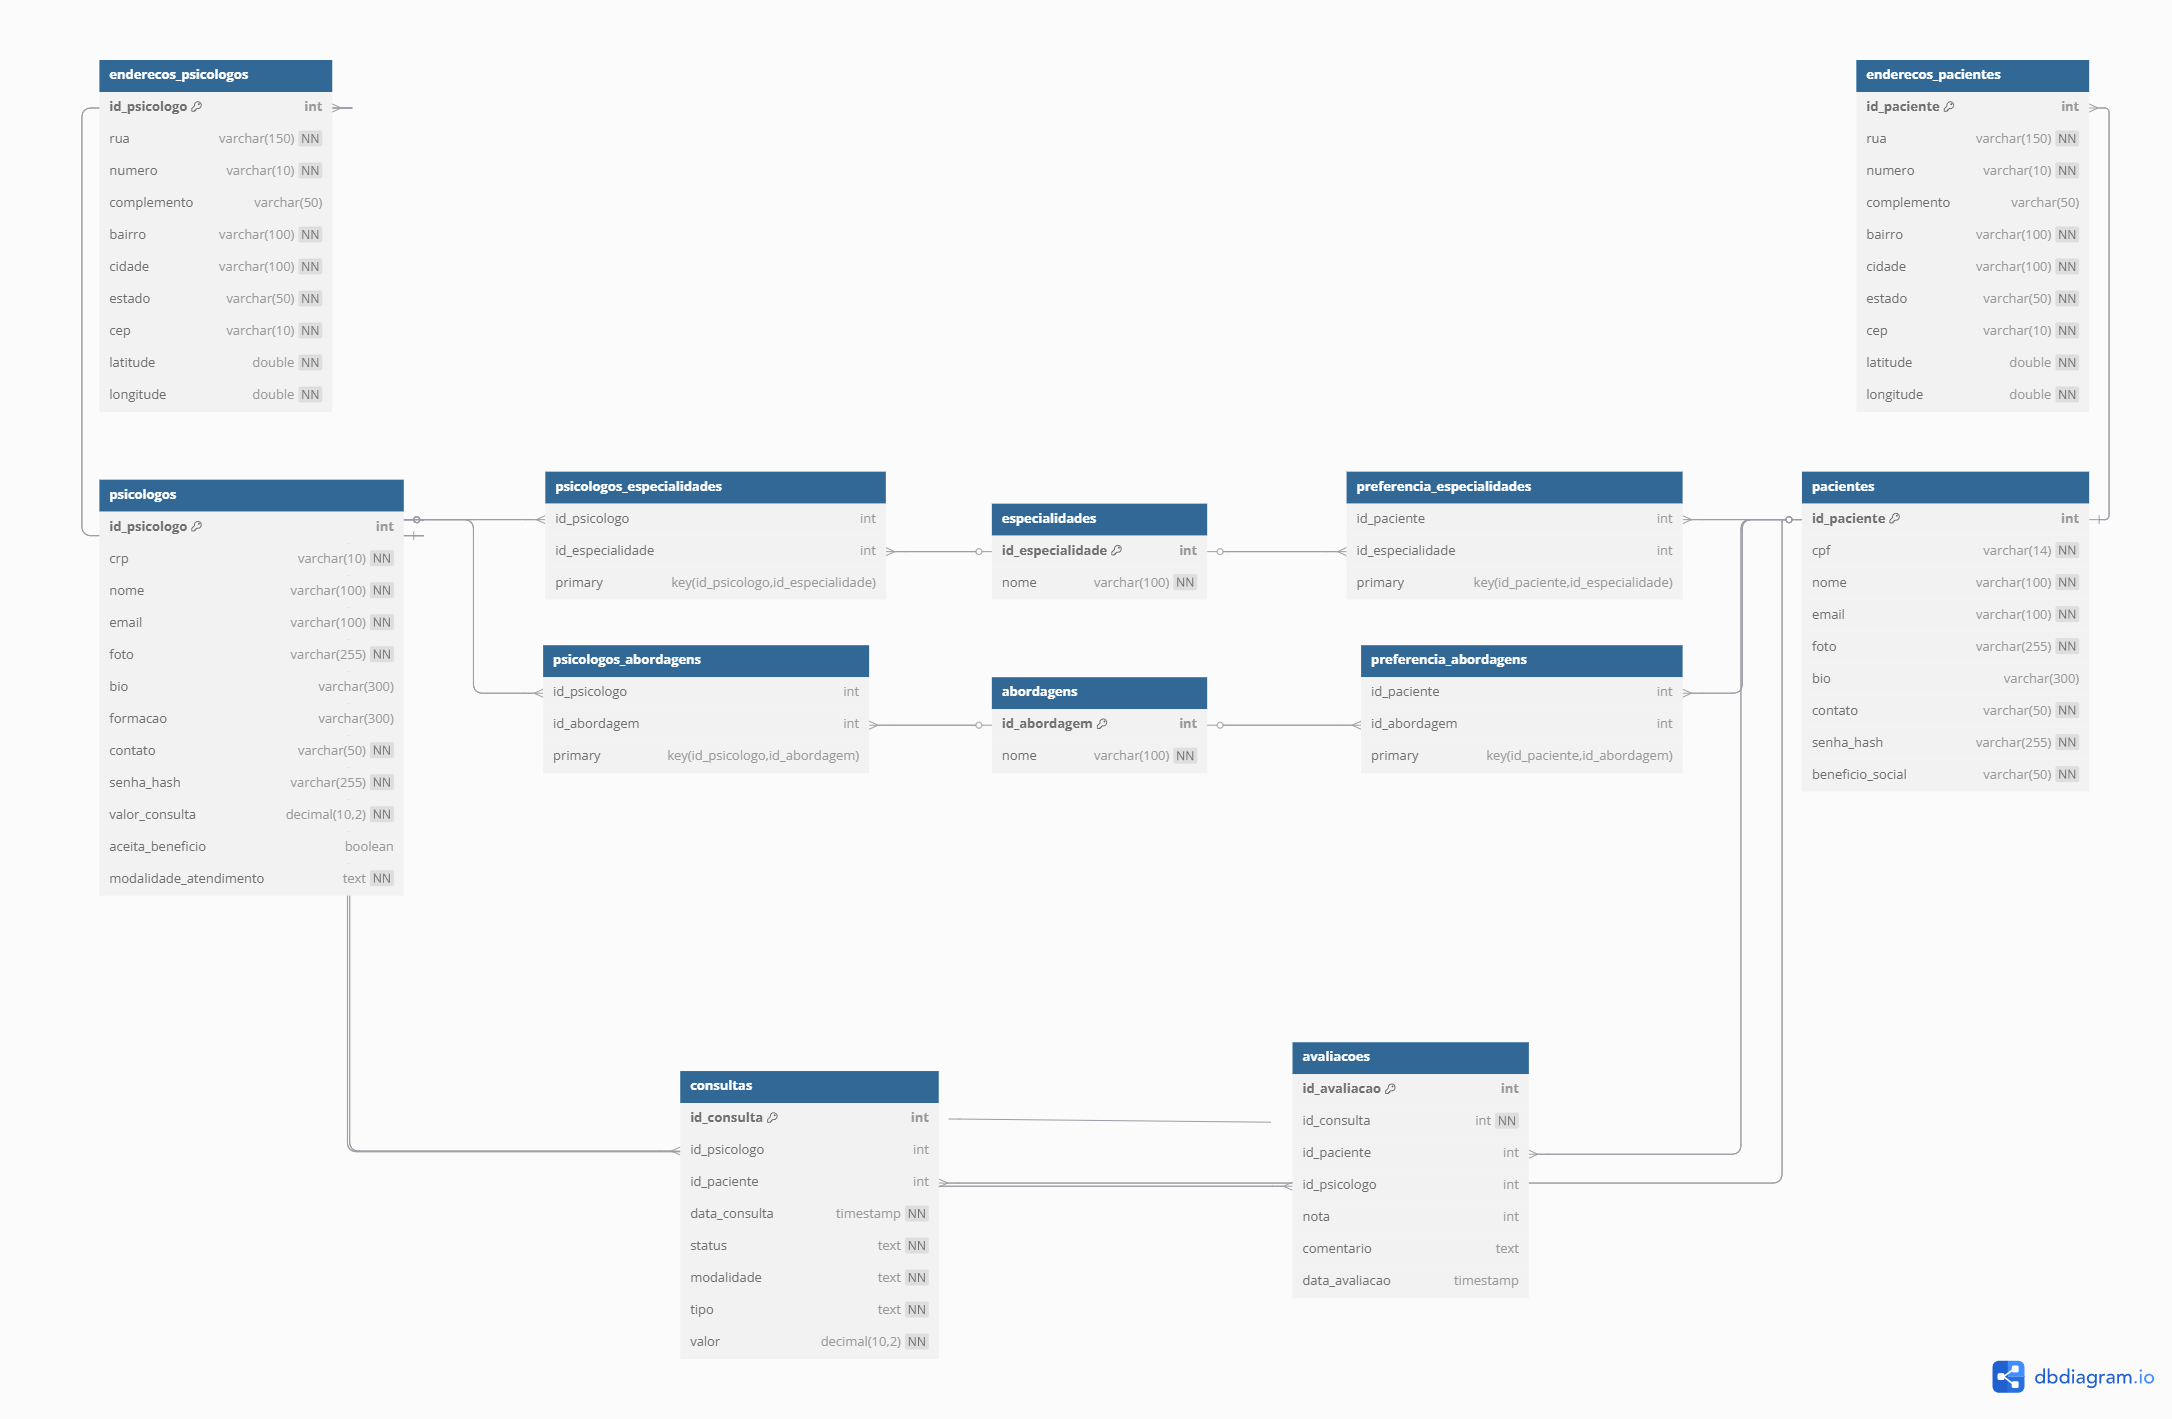 enderecos_psicologos
id_psicologo int
rua varchar(150) NN
numero varchar(10) NN
complemento varchar(50)
bairro varchar(100) NN
cidade varchar(100) NN
estado varchar(50) NN
cep varchar(10) NN
latitude double NN
longitude double NN
enderecos_pacientes
id_paciente int
rua varchar(150) NN
numero varchar(10) NN
complemento varchar(50)
bairro varchar(100) NN
cidade varchar(100) NN
estado varchar(50) NN
cep varchar(10) NN
latitude double NN
longitude double NN
psicologos
id_psicologo int
crp varchar(10) NN
nome varchar(100) NN
email varchar(100) NN
foto varchar(255) NN
bio varchar(300)
formacao varchar(300)
contato varchar(50) NN
senha_hash varchar(255) NN
valor_consulta decimal(10,2) NN
aceita_beneficio boolean
modalidade_atendimento text NN
psicologos_especialidades
id_psicologo int
id_especialidade int
primary key(id_psicologo,id_especialidade)
especialidades
id_especialidade int
nome varchar(100) NN
preferencia_especialidades
id_paciente int
id_especialidade int
primary key(id_paciente,id_especialidade)
pacientes
id_paciente int
cpf varchar(14) NN
nome varchar(100) NN
email varchar(100) NN
foto varchar(255) NN
bio varchar(300)
contato varchar(50) NN
senha_hash varchar(255) NN
beneficio_social varchar(50) NN
psicologos_abordagens
id_psicologo int
id_abordagem int
primary key(id_psicologo,id_abordagem)
abordagens
id_abordagem int
nome varchar(100) NN
preferencia_abordagens
id_paciente int
id_abordagem int
primary key(id_paciente,id_abordagem)
consultas
id_consulta int
id_psicologo int
id_paciente int
data_consulta timestamp NN
status text NN
modalidade text NN
tipo text NN
valor decimal(10,2) NN
avaliacoes
id_avaliacao int
id_consulta int NN
id_paciente int
id_psicologo int
nota int
comentario text
data_avaliacao timestamp
dbdiagram.io